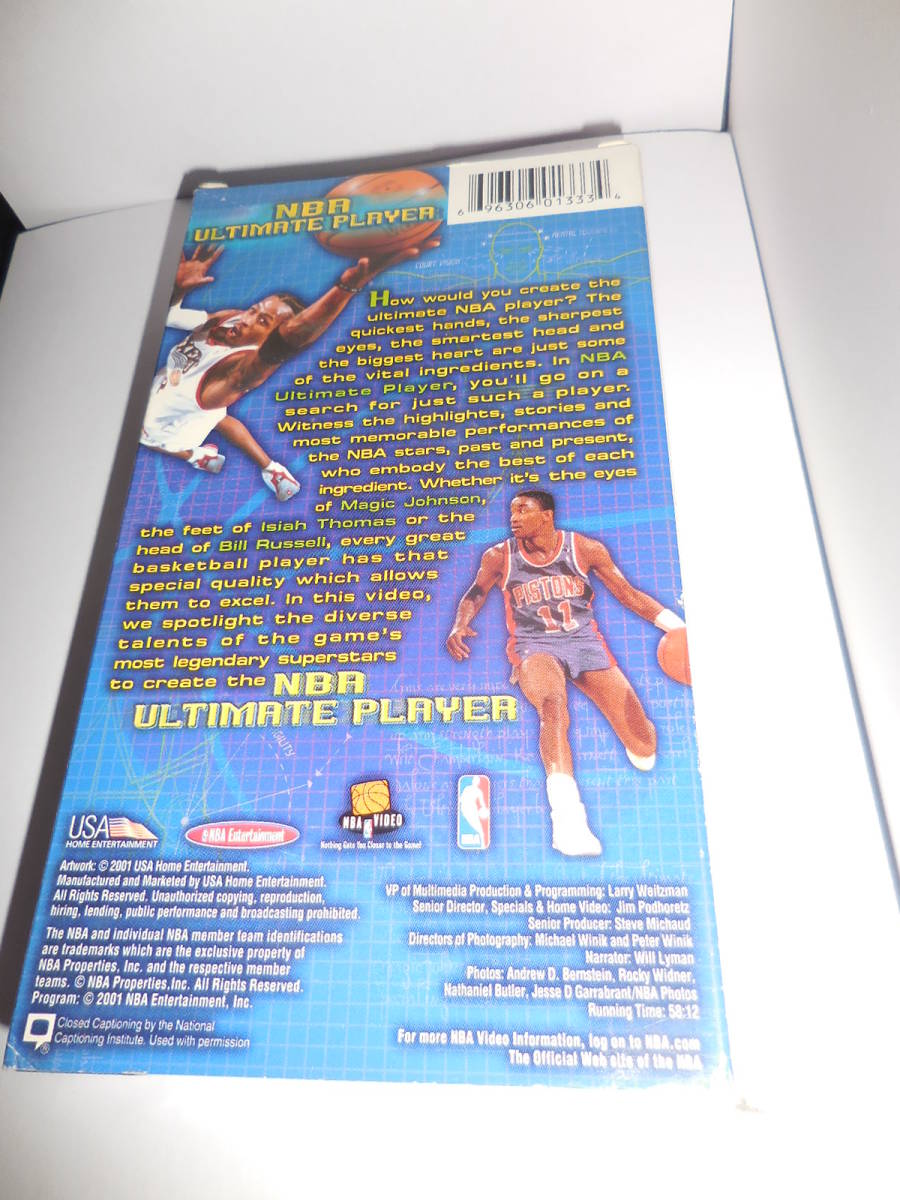 NBA
ULTIMATE PLAYER
6 96306 01333 4
COURT VISION
How would you create the
ultimate NBA player? The
quickest hands, the sharpest
eyes, the smartest head and
the biggest heart are just some
of the vital ingredients. In NBA
Ultimate Player, you'll go on a
search for just such a player.
Witness the highlights, stories and
most memorable performances of
the NBA stars, past and present,
who embody the best of each
ingredient. Whether it's the eyes
of Magic Johnson,
the feet of Isiah Thomas or the
head of Bill Russell, every great
basketball player has that
special quality which allows
them to excel. In this video,
we spotlight the diverse
talents of the game's
most legendary superstars
to create the NBA
ULTIMATE PLAYER
PISTONS
11
USA
HOME ENTERTAINMENT
NBA Entertainment
NBA VIDEO
Nothing Gets You Closer to the Game!
NBA
Artwork: © 2001 USA Home Entertainment.
Manufactured and Marketed by USA Home Entertainment.
All Rights Reserved. Unauthorized copying, reproduction,
hiring, lending, public performance and broadcasting prohibited.
The NBA and individual NBA member team identifications
are trademarks which are the exclusive property of
NBA Properties, Inc. and the respective member
teams. © NBA Properties, Inc. All Rights Reserved.
Program: © 2001 NBA Entertainment, Inc.
Closed Captioning by the National
Captioning Institute. Used with permission
VP of Multimedia Production & Programming: Larry Weitzman
Senior Director, Specials & Home Video: Jim Podhoretz
Senior Producer: Steve Michaud
Directors of Photography: Michael Winik and Peter Winik
Narrator: Will Lyman
Photos: Andrew D. Bernstein, Rocky Widner,
Nathaniel Butler, Jesse D Garrabrant/NBA Photos
Running Time: 58:12
For more NBA Video Information, log on to NBA.com
The Official Web site of the NBA